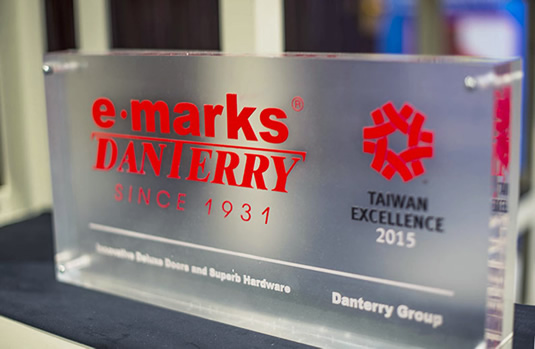 e·marks®
DANTERRY
SINCE 1931
TAIWAN
EXCELLENCE
2015
Innovative Deluxe Doors and Superb Hardware
Danterry Group